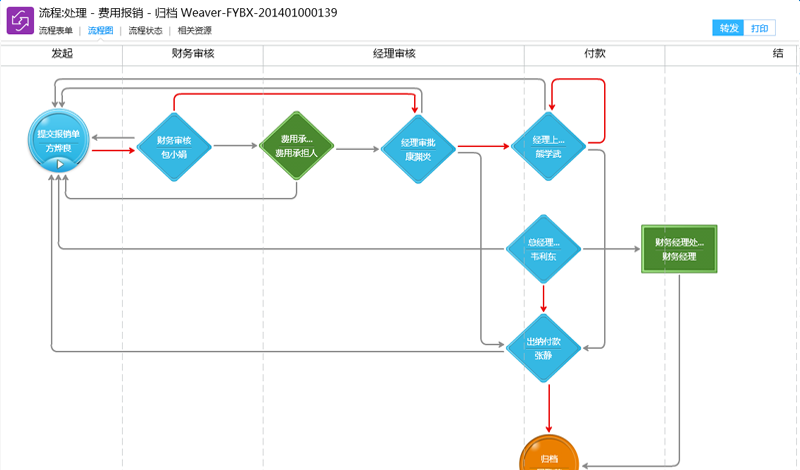 流程:处理 - 费用报销 - 归档 Weaver-FYBX-201401000139
流程表单 | 流程图 | 流程状态 | 相关资源
转发 打印
发起 财务审核 经理审核 付款 结
提交报销单
方烨良
财务审核
包小娟
费用承...
费用承担人
经理审批
康渊炎
经理上...
熊学武
总经理...
韦利东
财务经理处...
财务经理
出纳付款
张静
归档